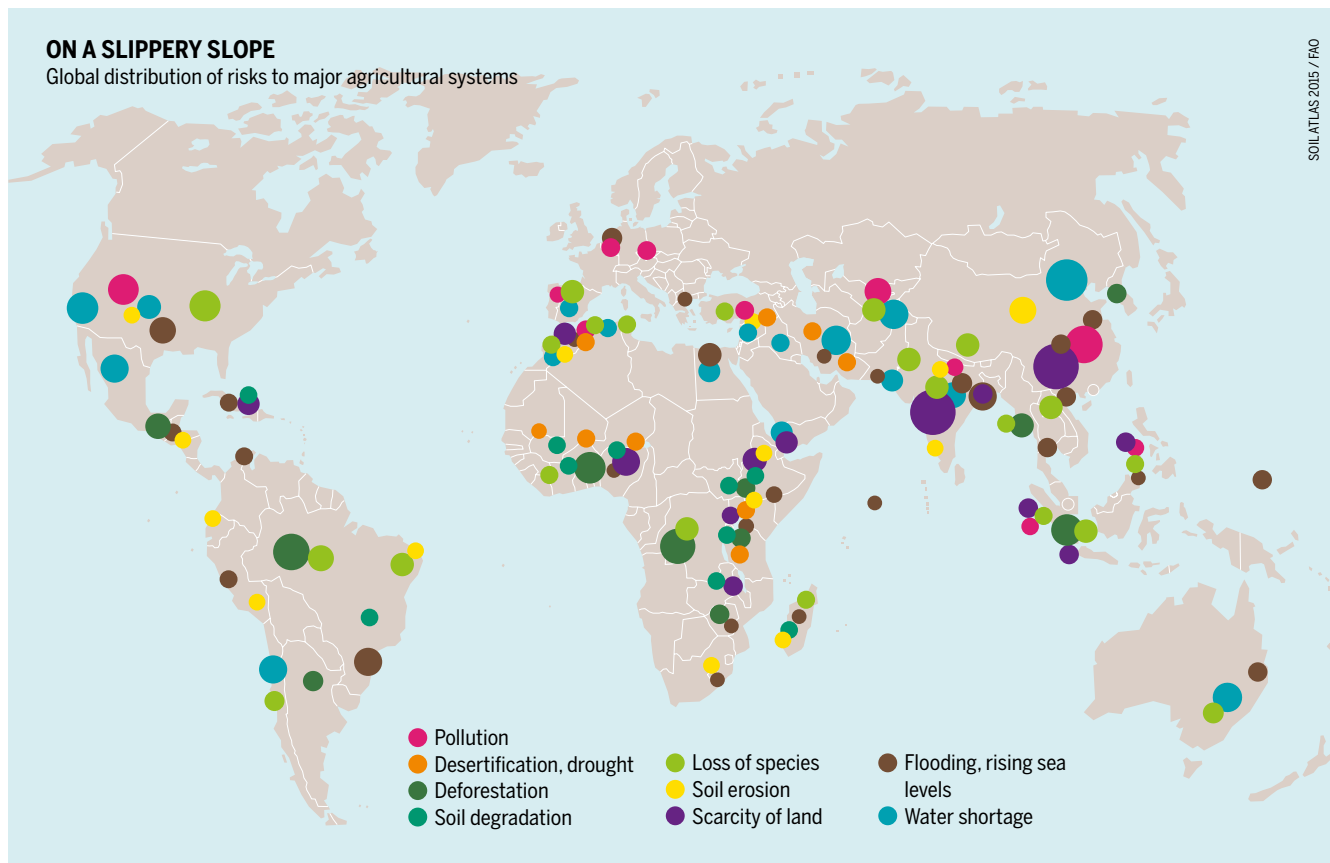 ON A SLIPPERY SLOPE
Global distribution of risks to major agricultural systems
SOIL ATLAS 2015 / FAO
Pollution
Desertification, drought
Deforestation
Soil degradation
Loss of species
Soil erosion
Scarcity of land
Flooding, rising sea
levels
Water shortage